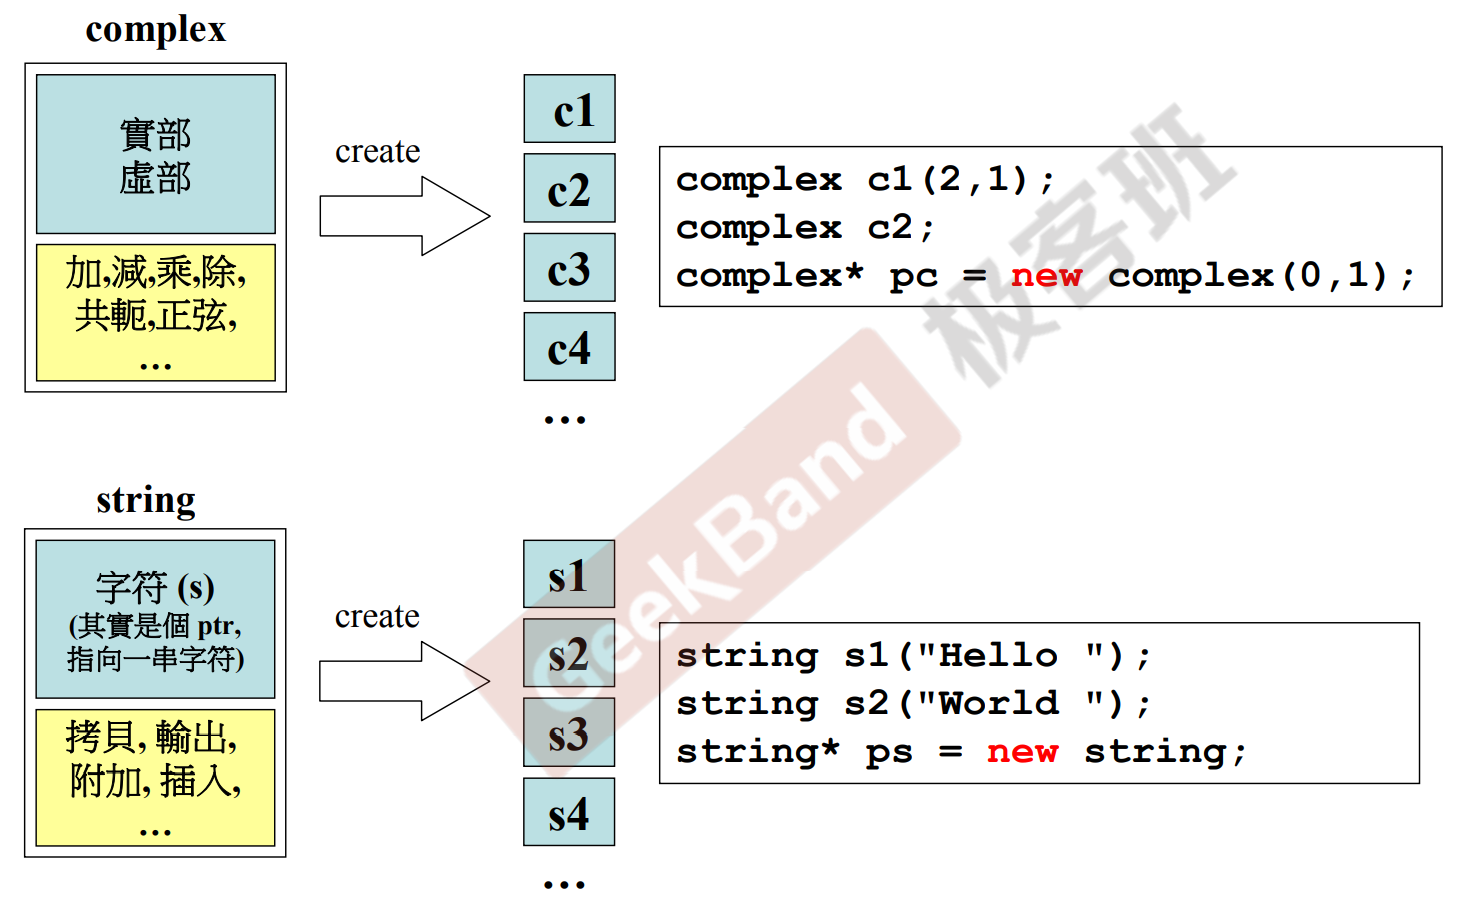 complex
實部
虛部
加,減,乘,除,
共軛,正弦,
…
create
c1
c2
c3
c4
…
complex c1(2,1);
complex c2;
complex* pc = new complex(0,1);
string
字符 (s)
(其實是個 ptr,
指向一串字符)
拷貝, 輸出,
附加, 插入,
…
create
s1
s2
s3
s4
…
string s1("Hello ");
string s2("World ");
string* ps = new string;
GeekBand 极客班